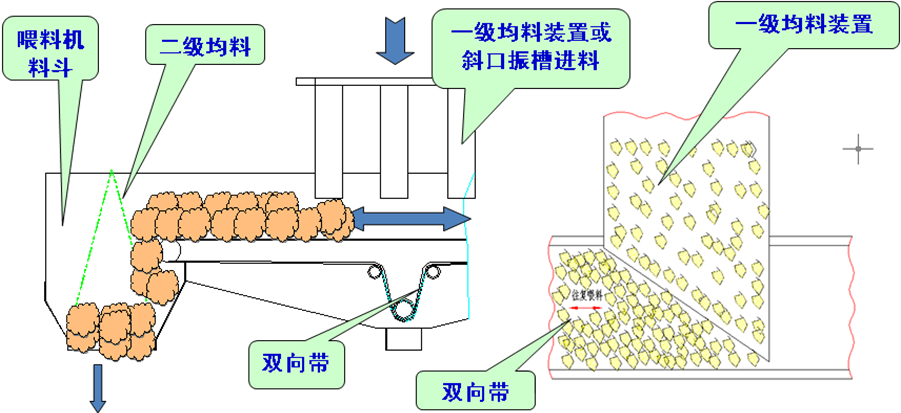 喂料机
料斗
二级均料
一级均料装置或
斜口振槽进料
一级均料装置
往复喂料
双向带
双向带